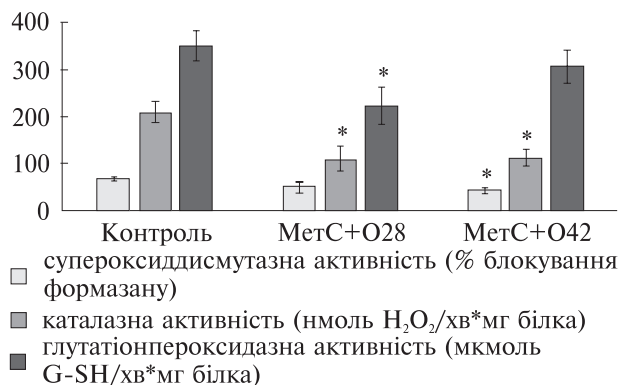 400
300
200
100
0
*
*
*
*
Контроль МетС+О28 МетС+О42
супероксиддисмутазна активність (% блокування
формазану)
каталазна активність (нмоль H₂O₂/хв*мг білка)
глутатіонпероксидазна активність (мкмоль
G-SH/хв*мг білка)